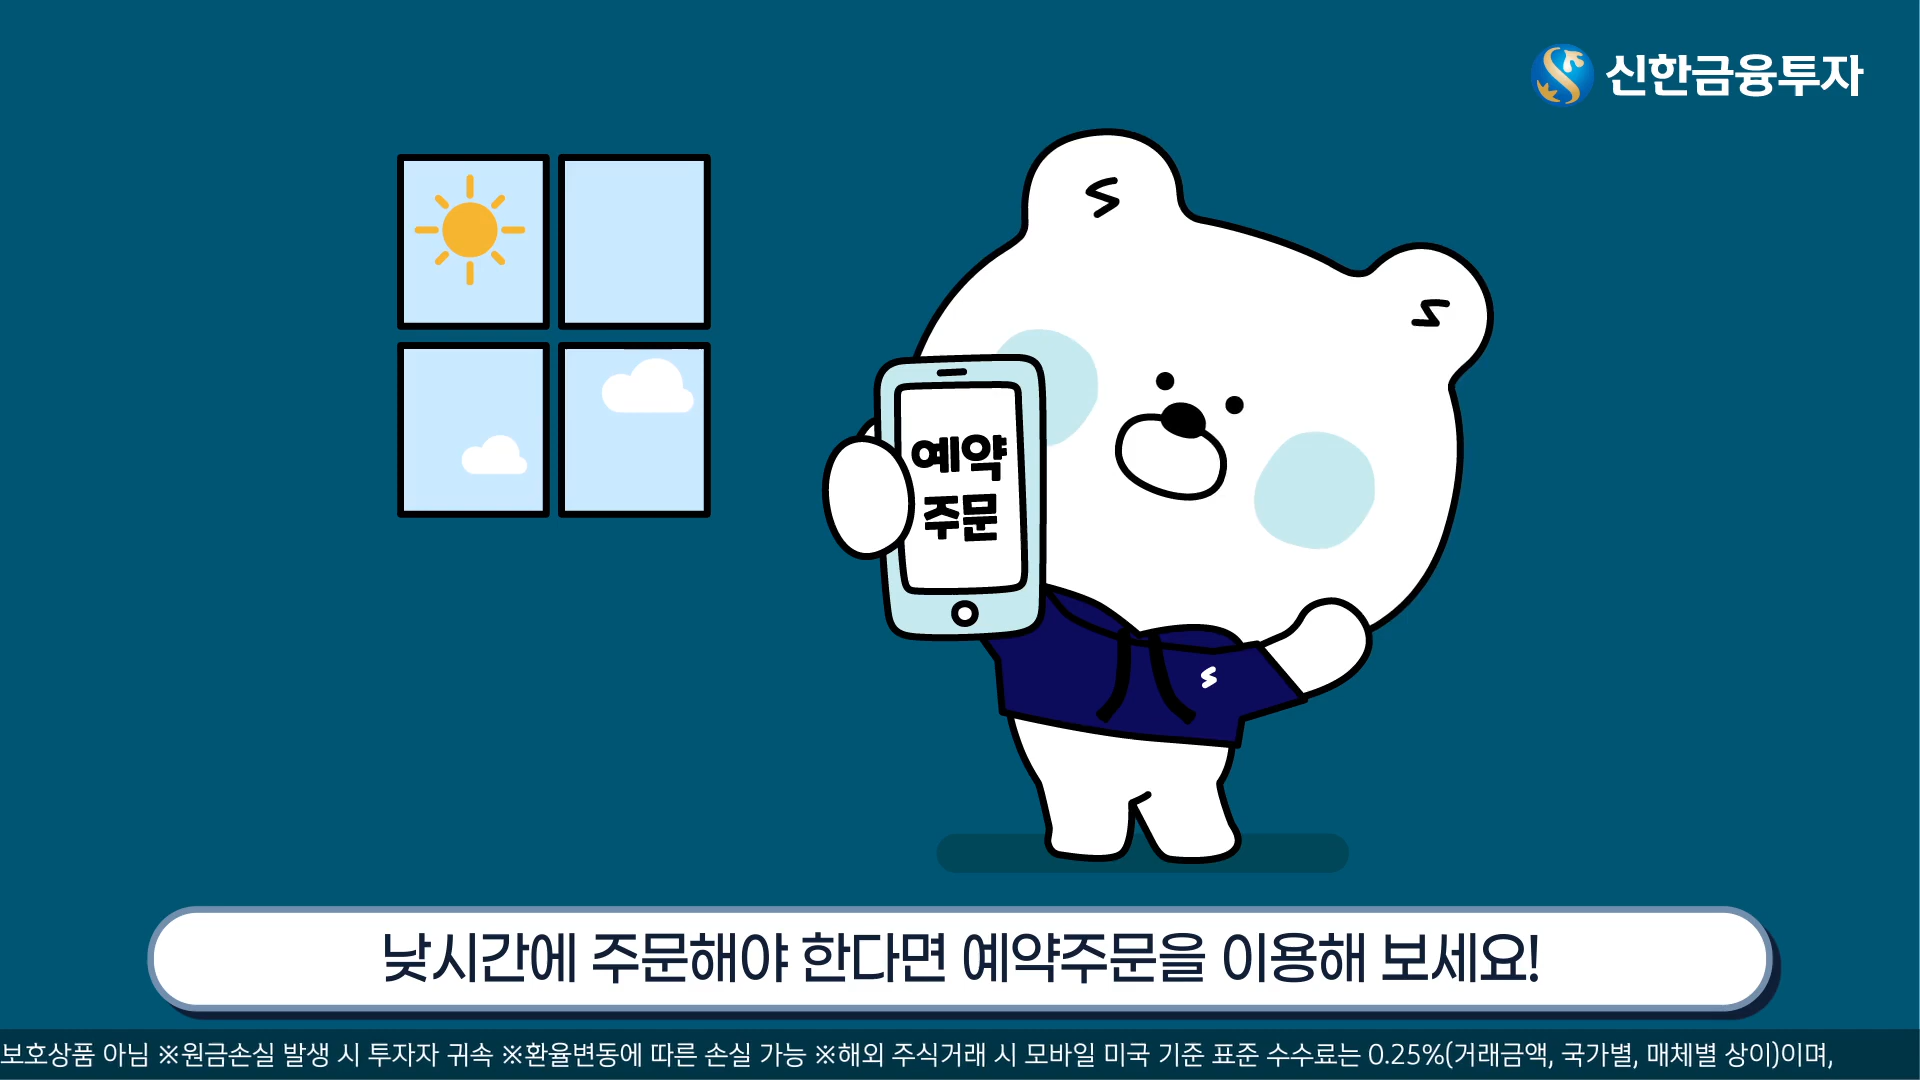 신한금융투자
예약
주문
낮시간에 주문해야 한다면 예약주문을 이용해 보세요!
보호상품 아님 ※원금손실 발생 시 투자자 귀속 ※환율변동에 따른 손실 가능 ※해외 주식거래 시 모바일 미국 기준 표준 수수료는 0.25%(거래금액, 국가별, 매체별 상이)이며,